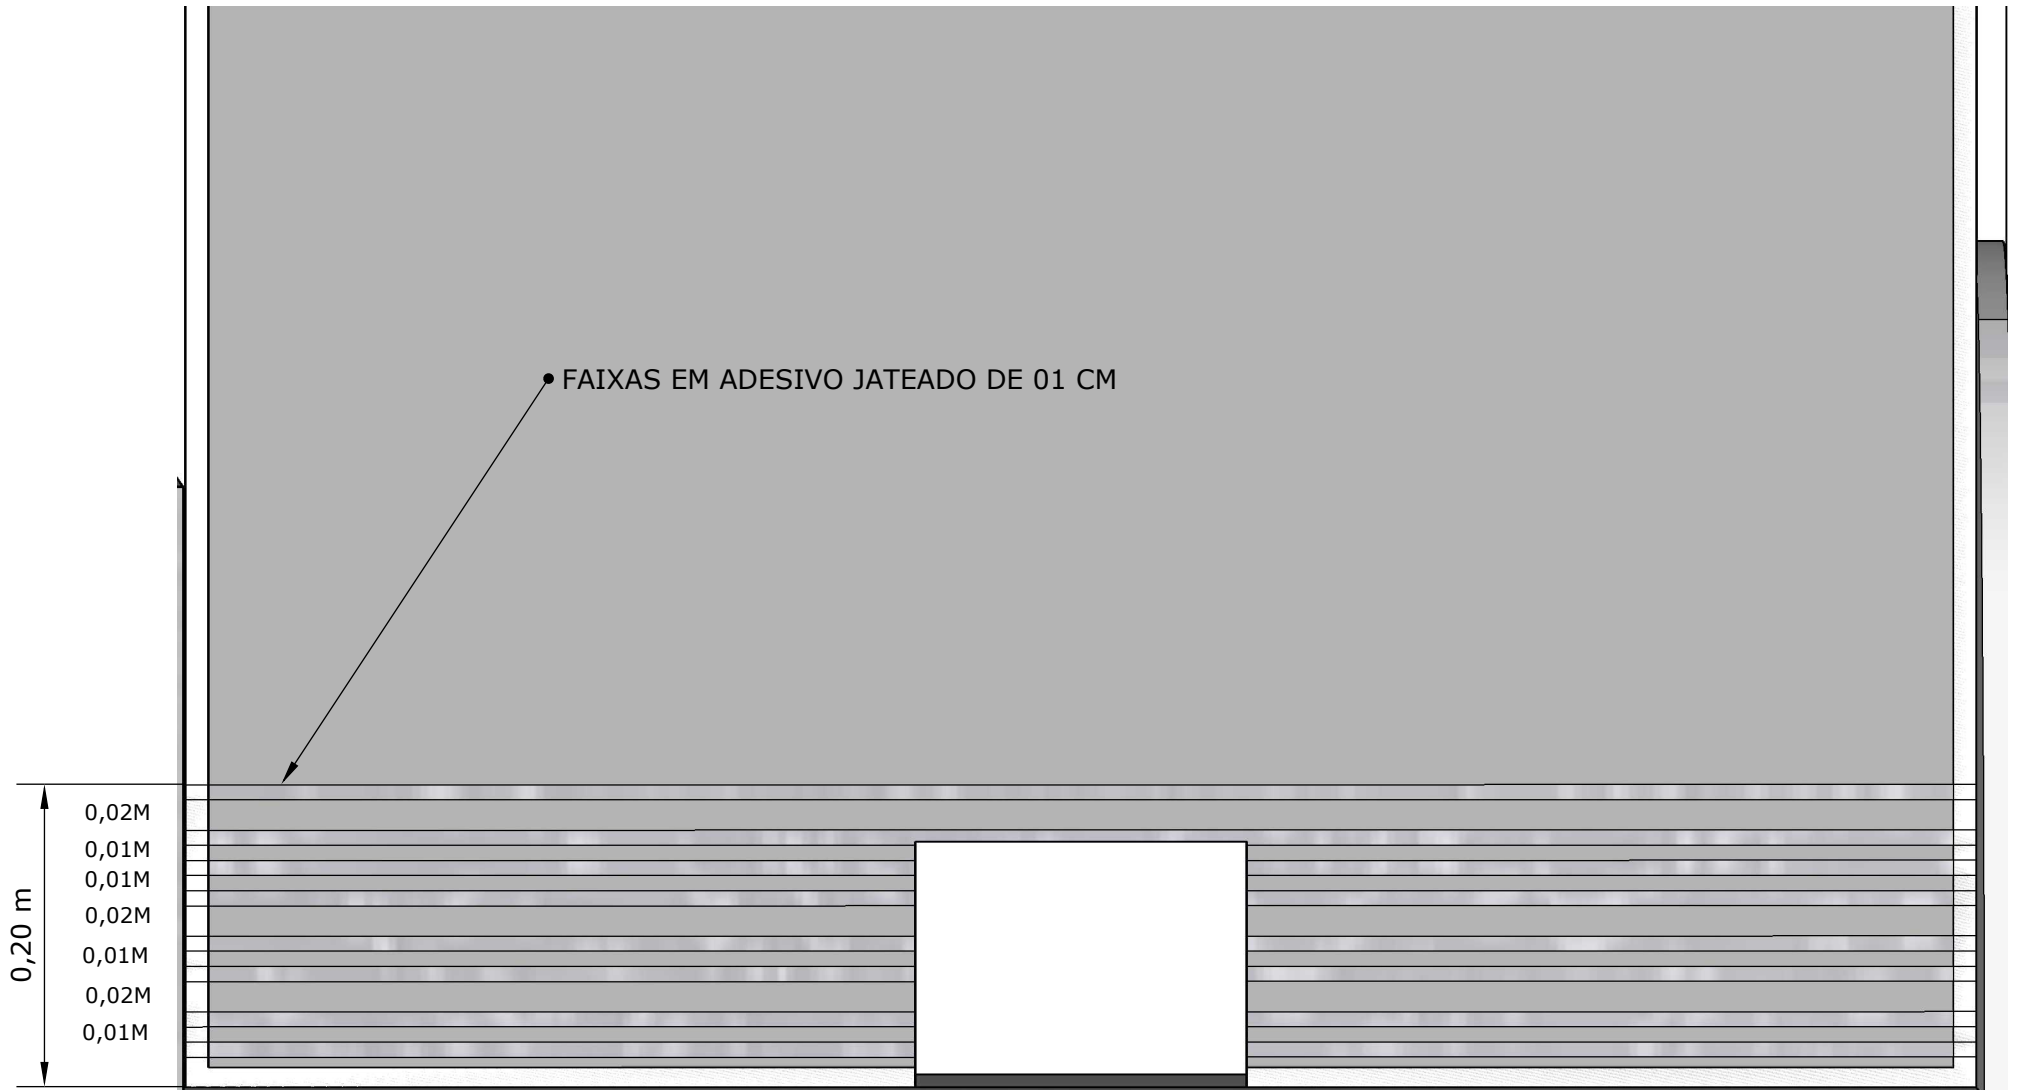 FAIXAS EM ADESIVO JATEADO DE 01 CM
0,02M
0,01M
0,01M
0,02M
0,01M
0,02M
0,01M
0,20 m